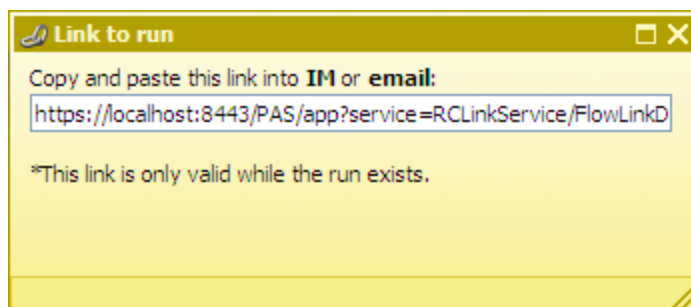 Link to run
Copy and paste this link into IM or email:
https://localhost:8443/PAS/app?service=RCLinkService/FlowLinkD
*This link is only valid while the run exists.